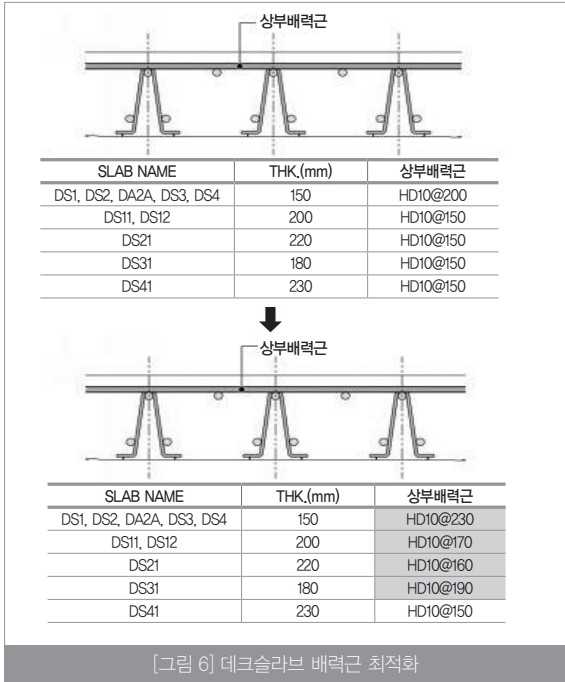 상부배력근
SLAB NAME THK.(mm) 상부배력근
DS1, DS2, DA2A, DS3, DS4 150 HD10@200
DS11, DS12 200 HD10@150
DS21 220 HD10@150
DS31 180 HD10@150
DS41 230 HD10@150
상부배력근
SLAB NAME THK.(mm) 상부배력근
DS1, DS2, DA2A, DS3, DS4 150 HD10@230
DS11, DS12 200 HD10@170
DS21 220 HD10@160
DS31 180 HD10@190
DS41 230 HD10@150
[그림 6] 데크슬라브 배력근 최적화